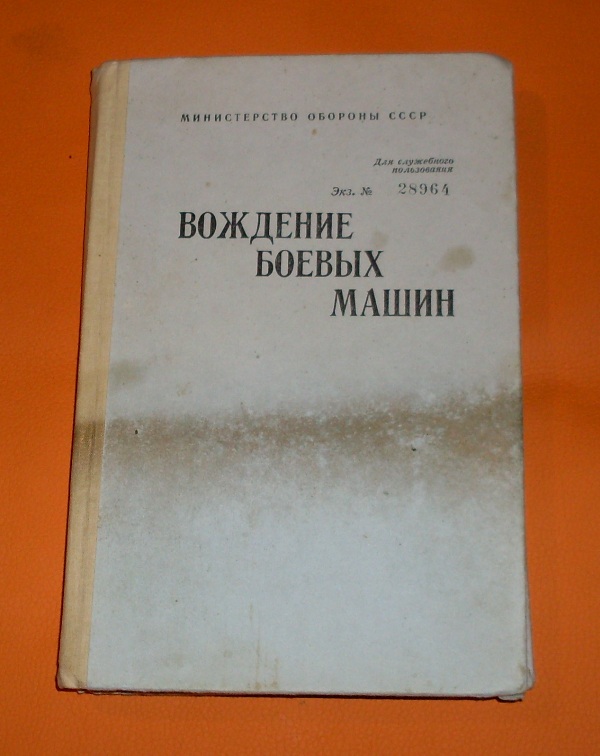 МИНИСТЕРСТВО ОБОРОНЫ СССР
Для служебного
пользования
Экз. № 28964
ВОЖДЕНИЕ
БОЕВЫХ
МАШИН